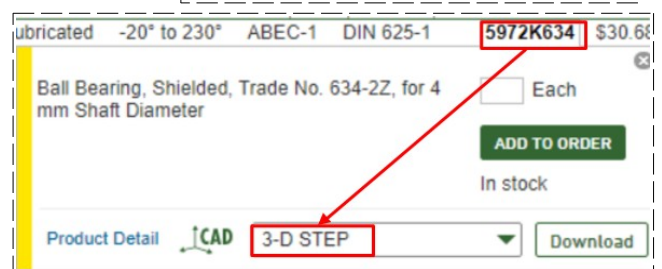 ubricated -20° to 230° ABEC-1 DIN 625-1 5972K634 $30.68
Ball Bearing, Shielded, Trade No. 634-2Z, for 4
mm Shaft Diameter
Each
ADD TO ORDER
In stock
Product Detail CAD 3-D STEP Download